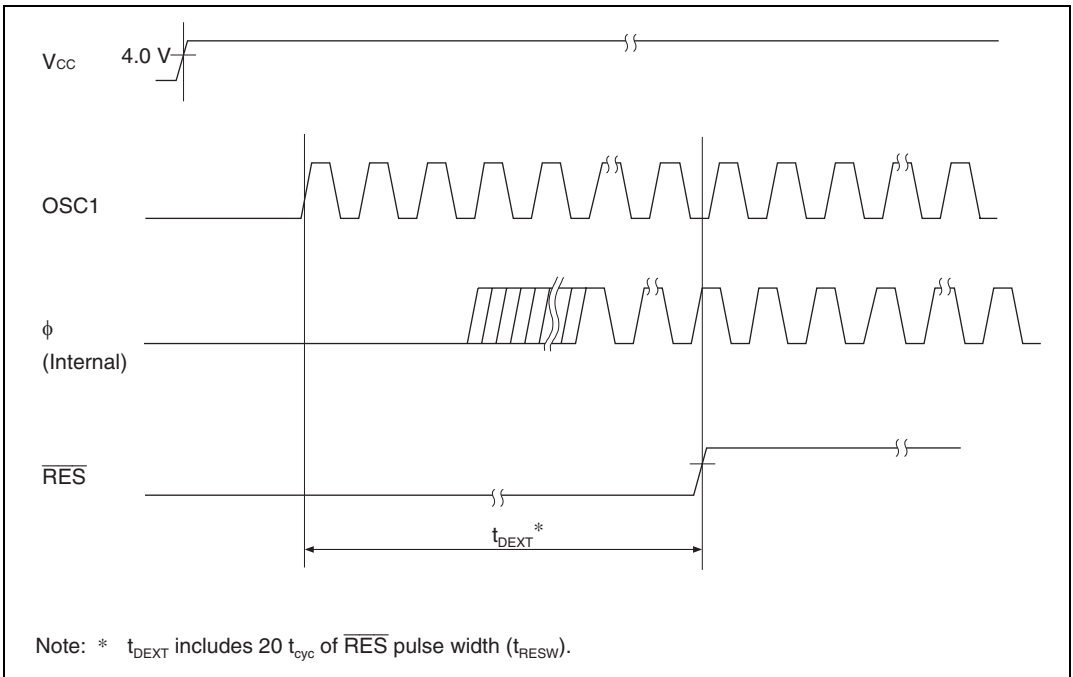 Vcc 4.0 V
OSC1
ϕ
(Internal)
RES
tDEXT*
Note: * tDEXT includes 20 tcyc of RES pulse width (tRESW).